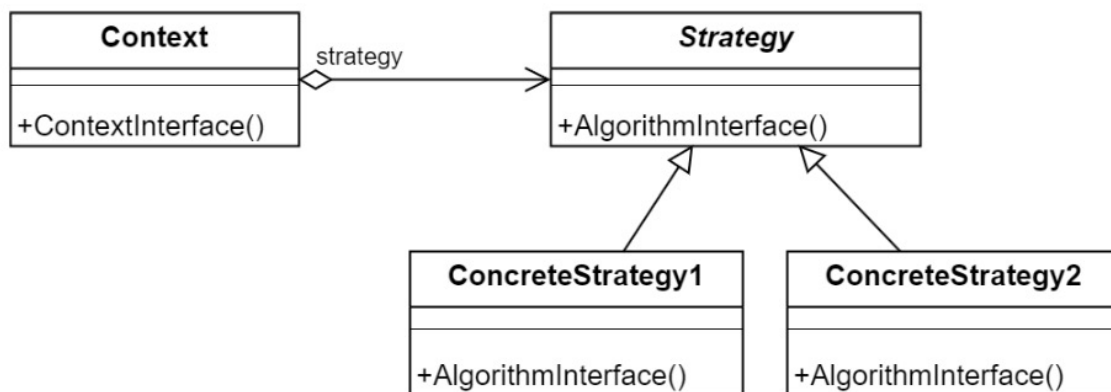 Context
+ContextInterface()
strategy
Strategy
+AlgorithmInterface()
ConcreteStrategy1
+AlgorithmInterface()
ConcreteStrategy2
+AlgorithmInterface()